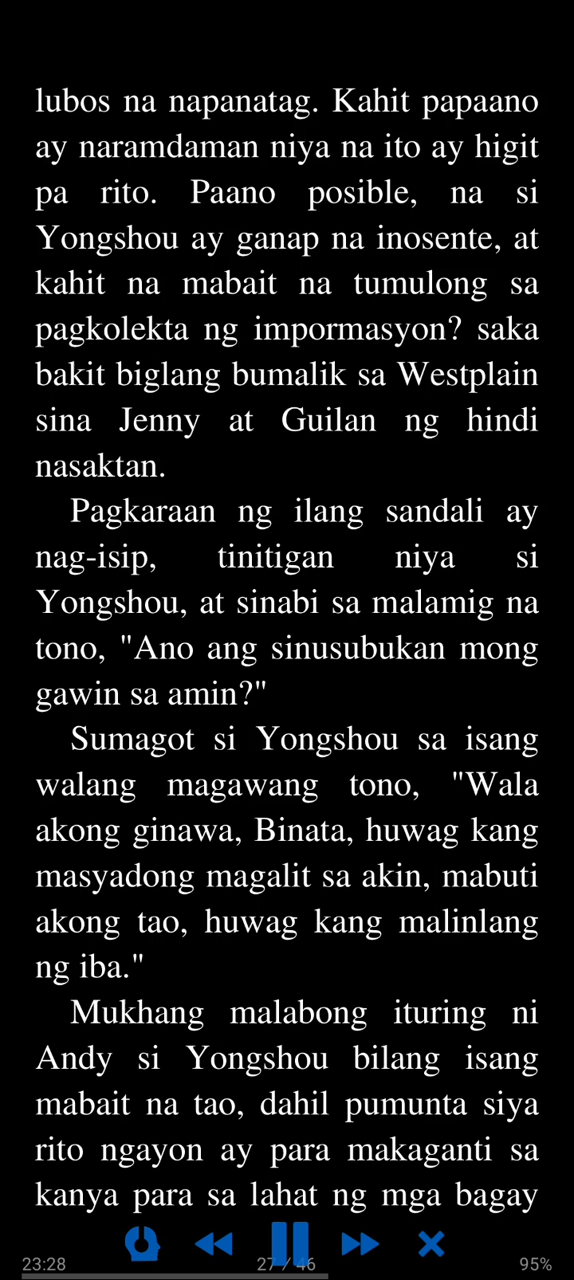 lubos na napanatag. Kahit papaano
ay naramdaman niya na ito ay higit
pa rito. Paano posible, na si
Yongshou ay ganap na inosente, at
kahit na mabait na tumulong sa
pagkolekta ng impormasyon? saka
bakit biglang bumalik sa Westplain
sina Jenny at Guilan ng hindi
nasaktan.
Pagkaraan ng ilang sandali ay
nag-isip, tinitigan niya si
Yongshou, at sinabi sa malamig na
tono, "Ano ang sinusubukan mong
gawin sa amin?"
Sumagot si Yongshou sa isang
walang magawang tono, "Wala
akong ginawa, Binata, huwag kang
masyadong magalit sa akin, mabuti
akong tao, huwag kang malinlang
ng iba."
Mukhang malabong ituring ni
Andy si Yongshou bilang isang
mabait na tao, dahil pumunta siya
rito ngayon ay para makaganti sa
kanya para sa lahat ng mga bagay
23:28 27 / 46 95%